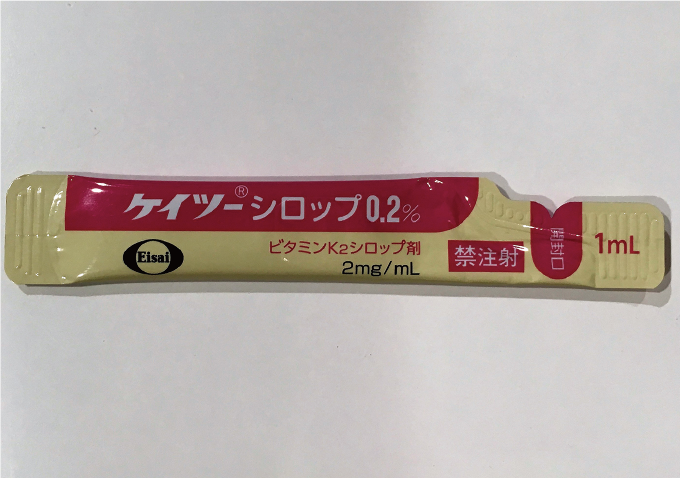 ケイツー®シロップ0.2%
Eisai
ビタミンK2シロップ剤
2mg/mL
禁注射
開封口
1mL